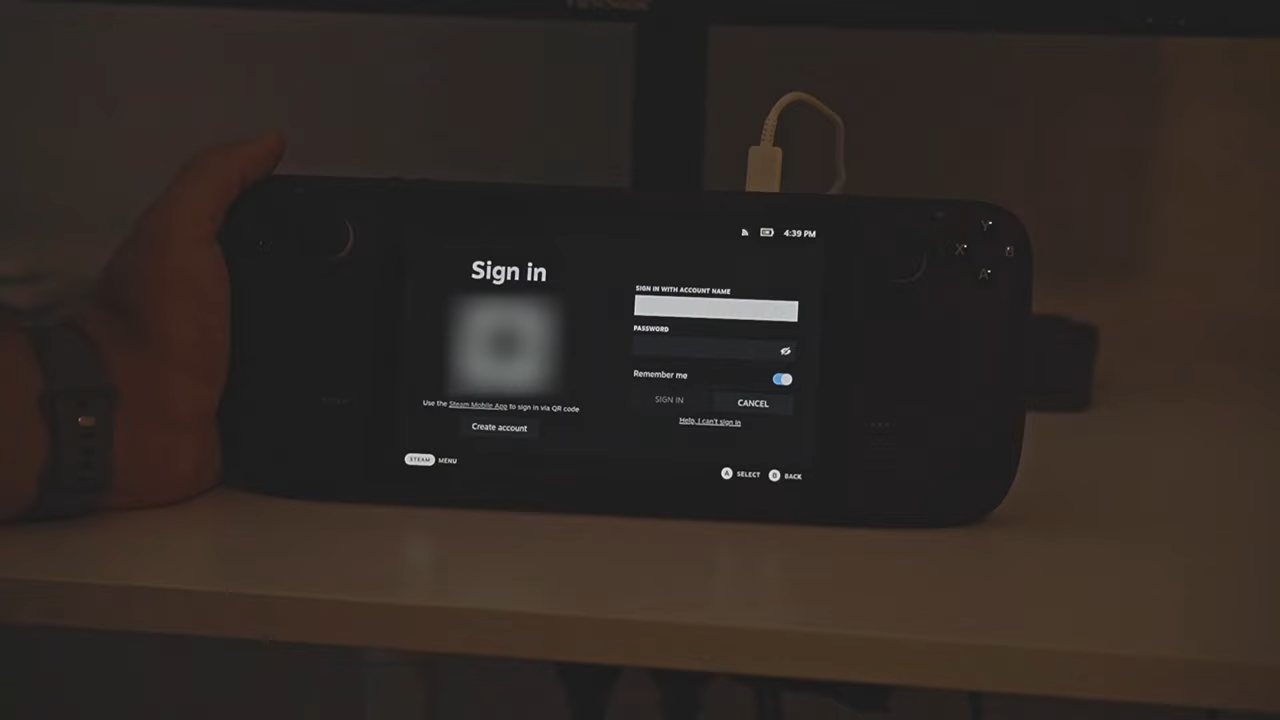 4:39 PM
Sign in
SIGN IN WITH ACCOUNT NAME
PASSWORD
Remember me
SIGN IN
CANCEL
Help, I can't sign in
Use the Steam Mobile App to sign in via QR code
Create account
STEAM MENU
A SELECT B BACK
Y
X
B
A